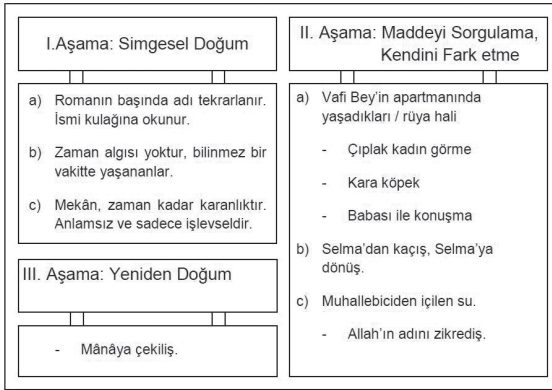 I.Aşama: Simgesel Doğum
a) Romanın başında adı tekrarlanır.
İsmi kulağına okunur.
b) Zaman algısı yoktur, bilinmez bir
vakitte yaşananlar.
c) Mekân, zaman kadar karanlıktır.
Anlamsız ve sadece işlevseldir.
II. Aşama: Maddeyi Sorgulama,
Kendini Fark etme
a) Vafi Bey’in apartmanında
yaşadıkları / rüya hali
- Çıplak kadın görme
- Kara köpek
- Babası ile konuşma
b) Selma’dan kaçış, Selma’ya
dönüş.
c) Muhallebiciden içilen su.
- Allah’ın adını zikrediş.
III. Aşama: Yeniden Doğum
- Mânâya çekiliş.